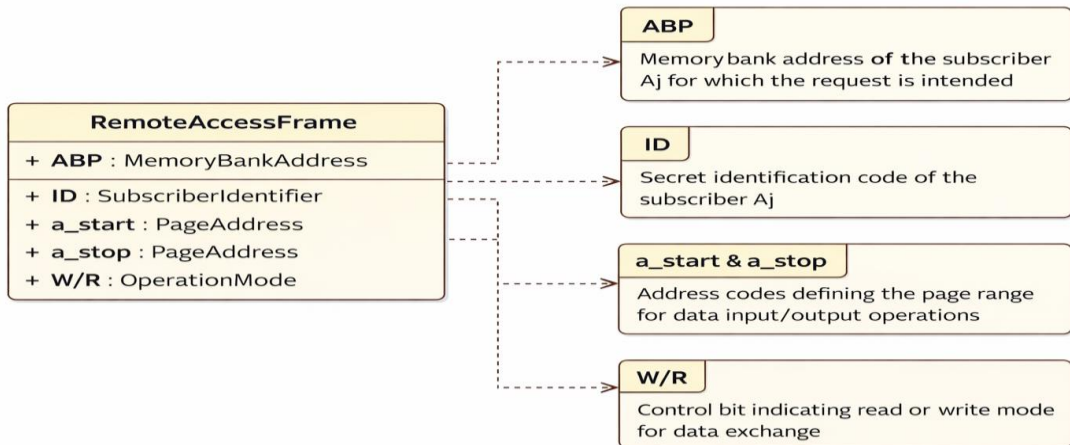 RemoteAccessFrame
+ ABP : MemoryBankAddress
+ ID : SubscriberIdentifier
+ a_start : PageAddress
+ a_stop : PageAddress
+ W/R : OperationMode
ABP
Memory bank address of the subscriber
Aj for which the request is intended
ID
Secret identification code of the
subscriber Aj
a_start & a_stop
Address codes defining the page range
for data input/output operations
W/R
Control bit indicating read or write mode
for data exchange